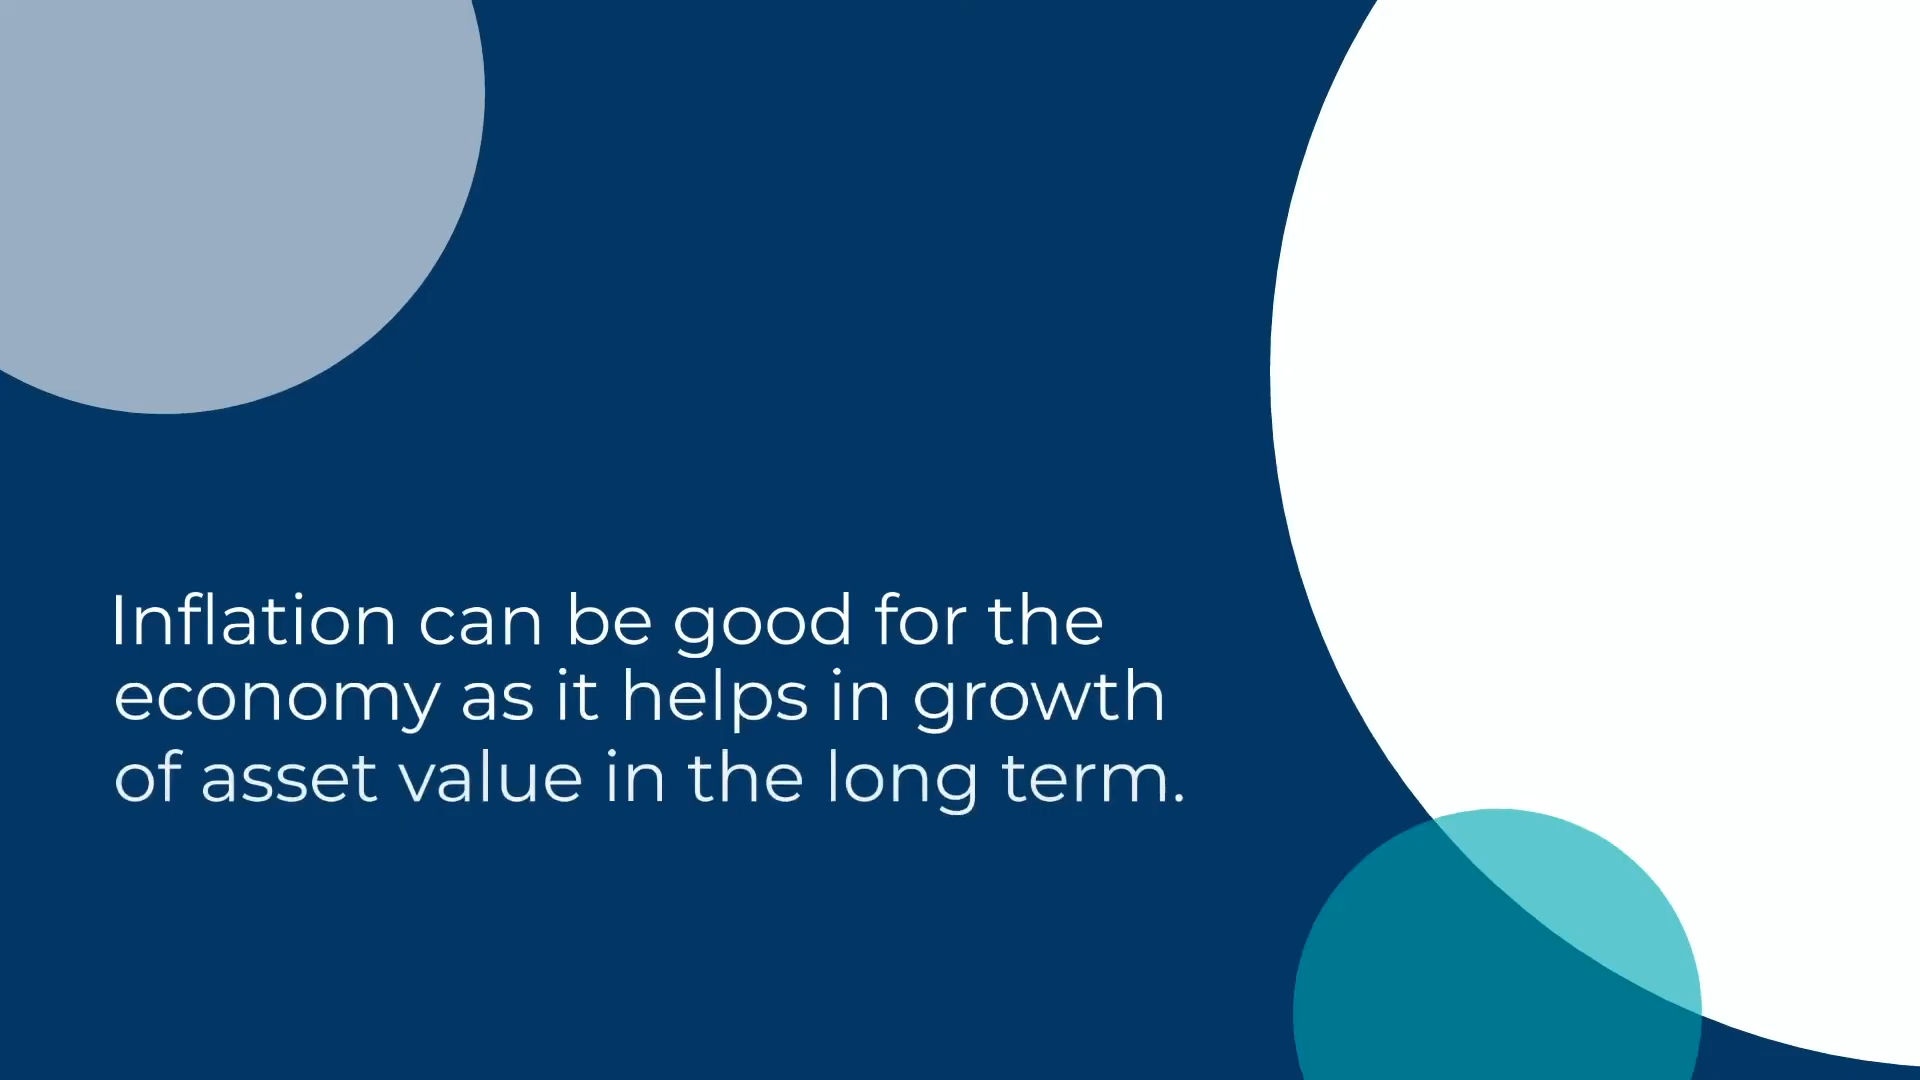 Inflation can be good for the
economy as it helps in growth
of asset value in the long term.